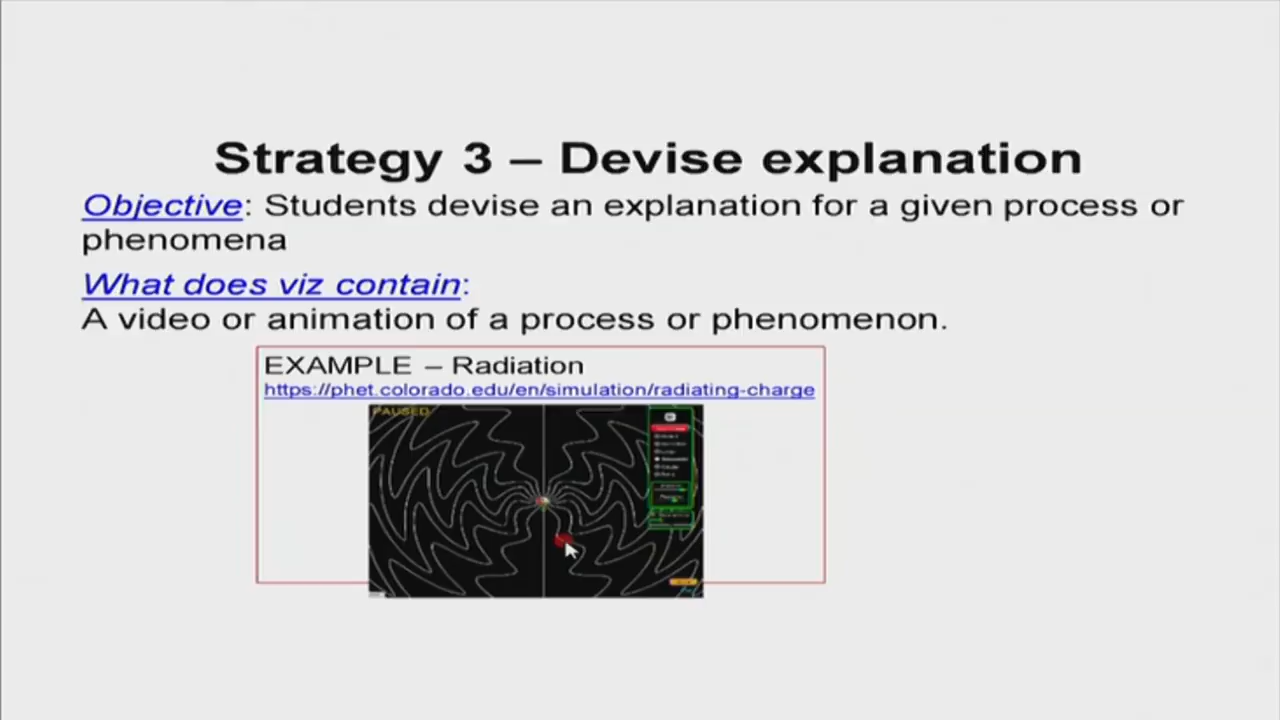 Strategy 3 – Devise explanation
Objective: Students devise an explanation for a given process or
phenomena
What does viz contain:
A video or animation of a process or phenomenon.
EXAMPLE – Radiation
https://phet.colorado.edu/en/simulation/radiating-charge
PAUSED